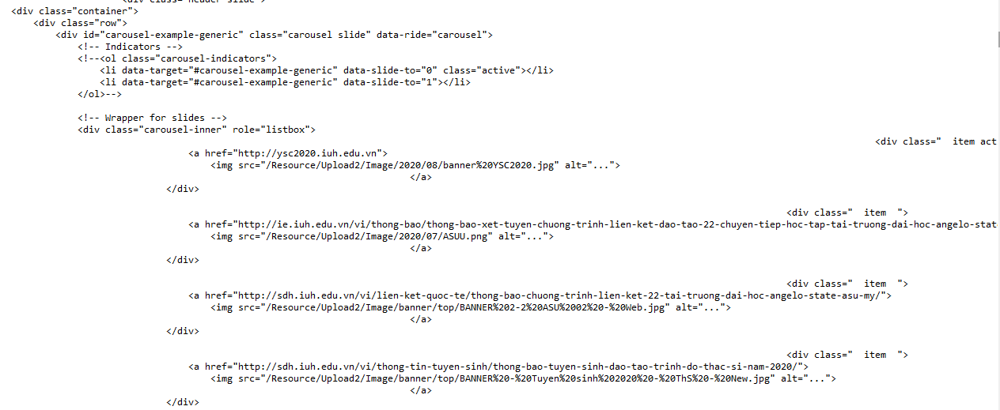 <div class="header-slide">
<div class="container">
<div class="row">
<div id="carousel-example-generic" class="carousel slide" data-ride="carousel">
<!-- Indicators -->
<!--<ol class="carousel-indicators">
<li data-target="#carousel-example-generic" data-slide-to="0" class="active"></li>
<li data-target="#carousel-example-generic" data-slide-to="1"></li>
</ol>-->
<!-- Wrapper for slides -->
<div class="carousel-inner" role="listbox">
<div class="  item act
<a href="http://ysc2020.iuh.edu.vn">
<img src="/Resource/Upload2/Image/2020/08/banner%20YSC2020.jpg" alt="...">
</a>
</div>
<div class="  item  ">
<a href="http://ie.iuh.edu.vn/vi/thong-bao/thong-bao-xet-tuyen-chuong-trinh-lien-ket-dao-tao-22-chuyen-tiep-hoc-tap-tai-truong-dai-hoc-angelo-stat
<img src="/Resource/Upload2/Image/2020/07/ASUU.png" alt="...">
</a>
</div>
<div class="  item  ">
<a href="http://sdh.iuh.edu.vn/vi/lien-ket-quoc-te/thong-bao-chuong-trinh-lien-ket-22-tai-truong-dai-hoc-angelo-state-asu-my/">
<img src="/Resource/Upload2/Image/banner/top/BANNER%202-2%20ASU%2002%20-%20Web.jpg" alt="...">
</a>
</div>
<div class="  item  ">
<a href="http://sdh.iuh.edu.vn/vi/thong-tin-tuyen-sinh/thong-bao-tuyen-sinh-dao-tao-trinh-do-thac-si-nam-2020/">
<img src="/Resource/Upload2/Image/banner/top/BANNER%20-%20Tuyen%20sinh%202020%20-%20ThS%20-%20New.jpg" alt="...">
</a>
</div>